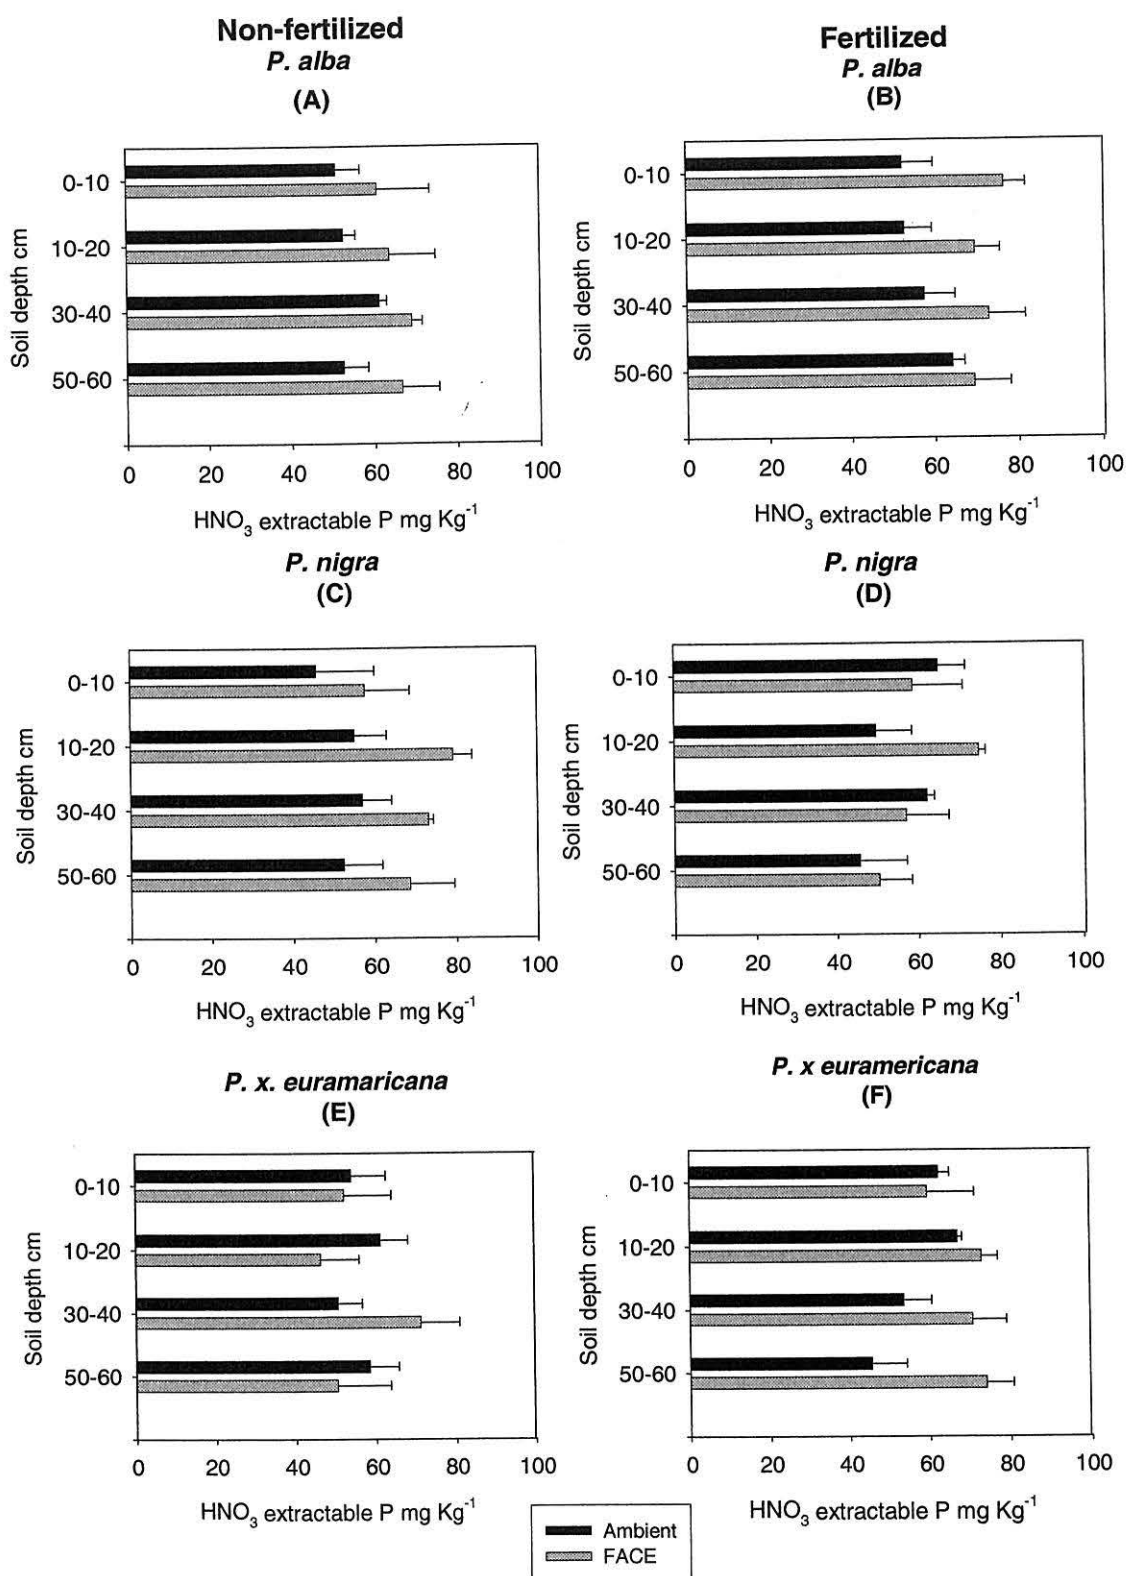 Non-fertilized
P. alba
(A)
Soil depth cm
0-10
10-20
30-40
50-60
0 20 40 60 80 100
HNO3 extractable P mg Kg-1
Fertilized
P. alba
(B)
Soil depth cm
0-10
10-20
30-40
50-60
0 20 40 60 80 100
HNO3 extractable P mg Kg-1
P. nigra
(C)
Soil depth cm
0-10
10-20
30-40
50-60
0 20 40 60 80 100
HNO3 extractable P mg Kg-1
P. nigra
(D)
Soil depth cm
0-10
10-20
30-40
50-60
0 20 40 60 80 100
HNO3 extractable P mg Kg-1
P. x. euramaricana
(E)
Soil depth cm
0-10
10-20
30-40
50-60
0 20 40 60 80 100
HNO3 extractable P mg Kg-1
P. x euramericana
(F)
Soil depth cm
0-10
10-20
30-40
50-60
0 20 40 60 80 100
HNO3 extractable P mg Kg-1
Ambient
FACE